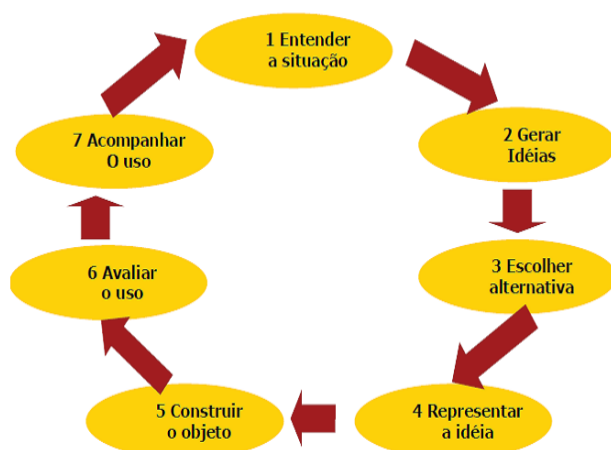 1 Entender
a situação
2 Gerar
Idéias
3 Escolher
alternativa
4 Representar
a idéia
5 Construir
o objeto
6 Avaliar
o uso
7 Acompanhar
O uso